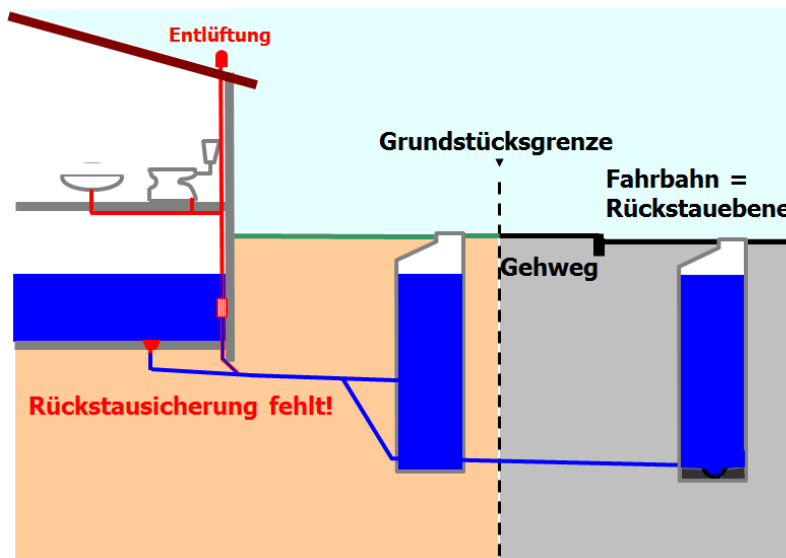 Entlüftung
Grundstücksgrenze
Fahrbahn =
Rückstauebene
Gehweg
Rückstausicherung fehlt!